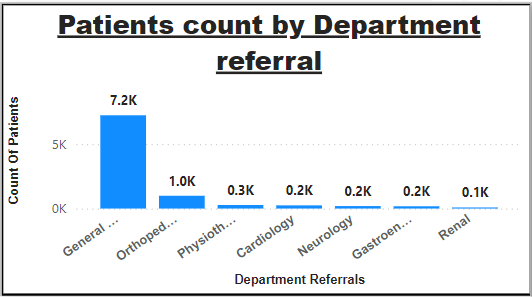 Patients count by Department
referral
7.2K
1.0K
0.3K
0.2K
0.2K
0.2K
0.1K
5K
0K
Count Of Patients
General ...
Orthoped...
Physioth...
Cardiology
Neurology
Gastroen...
Renal
Department Referrals